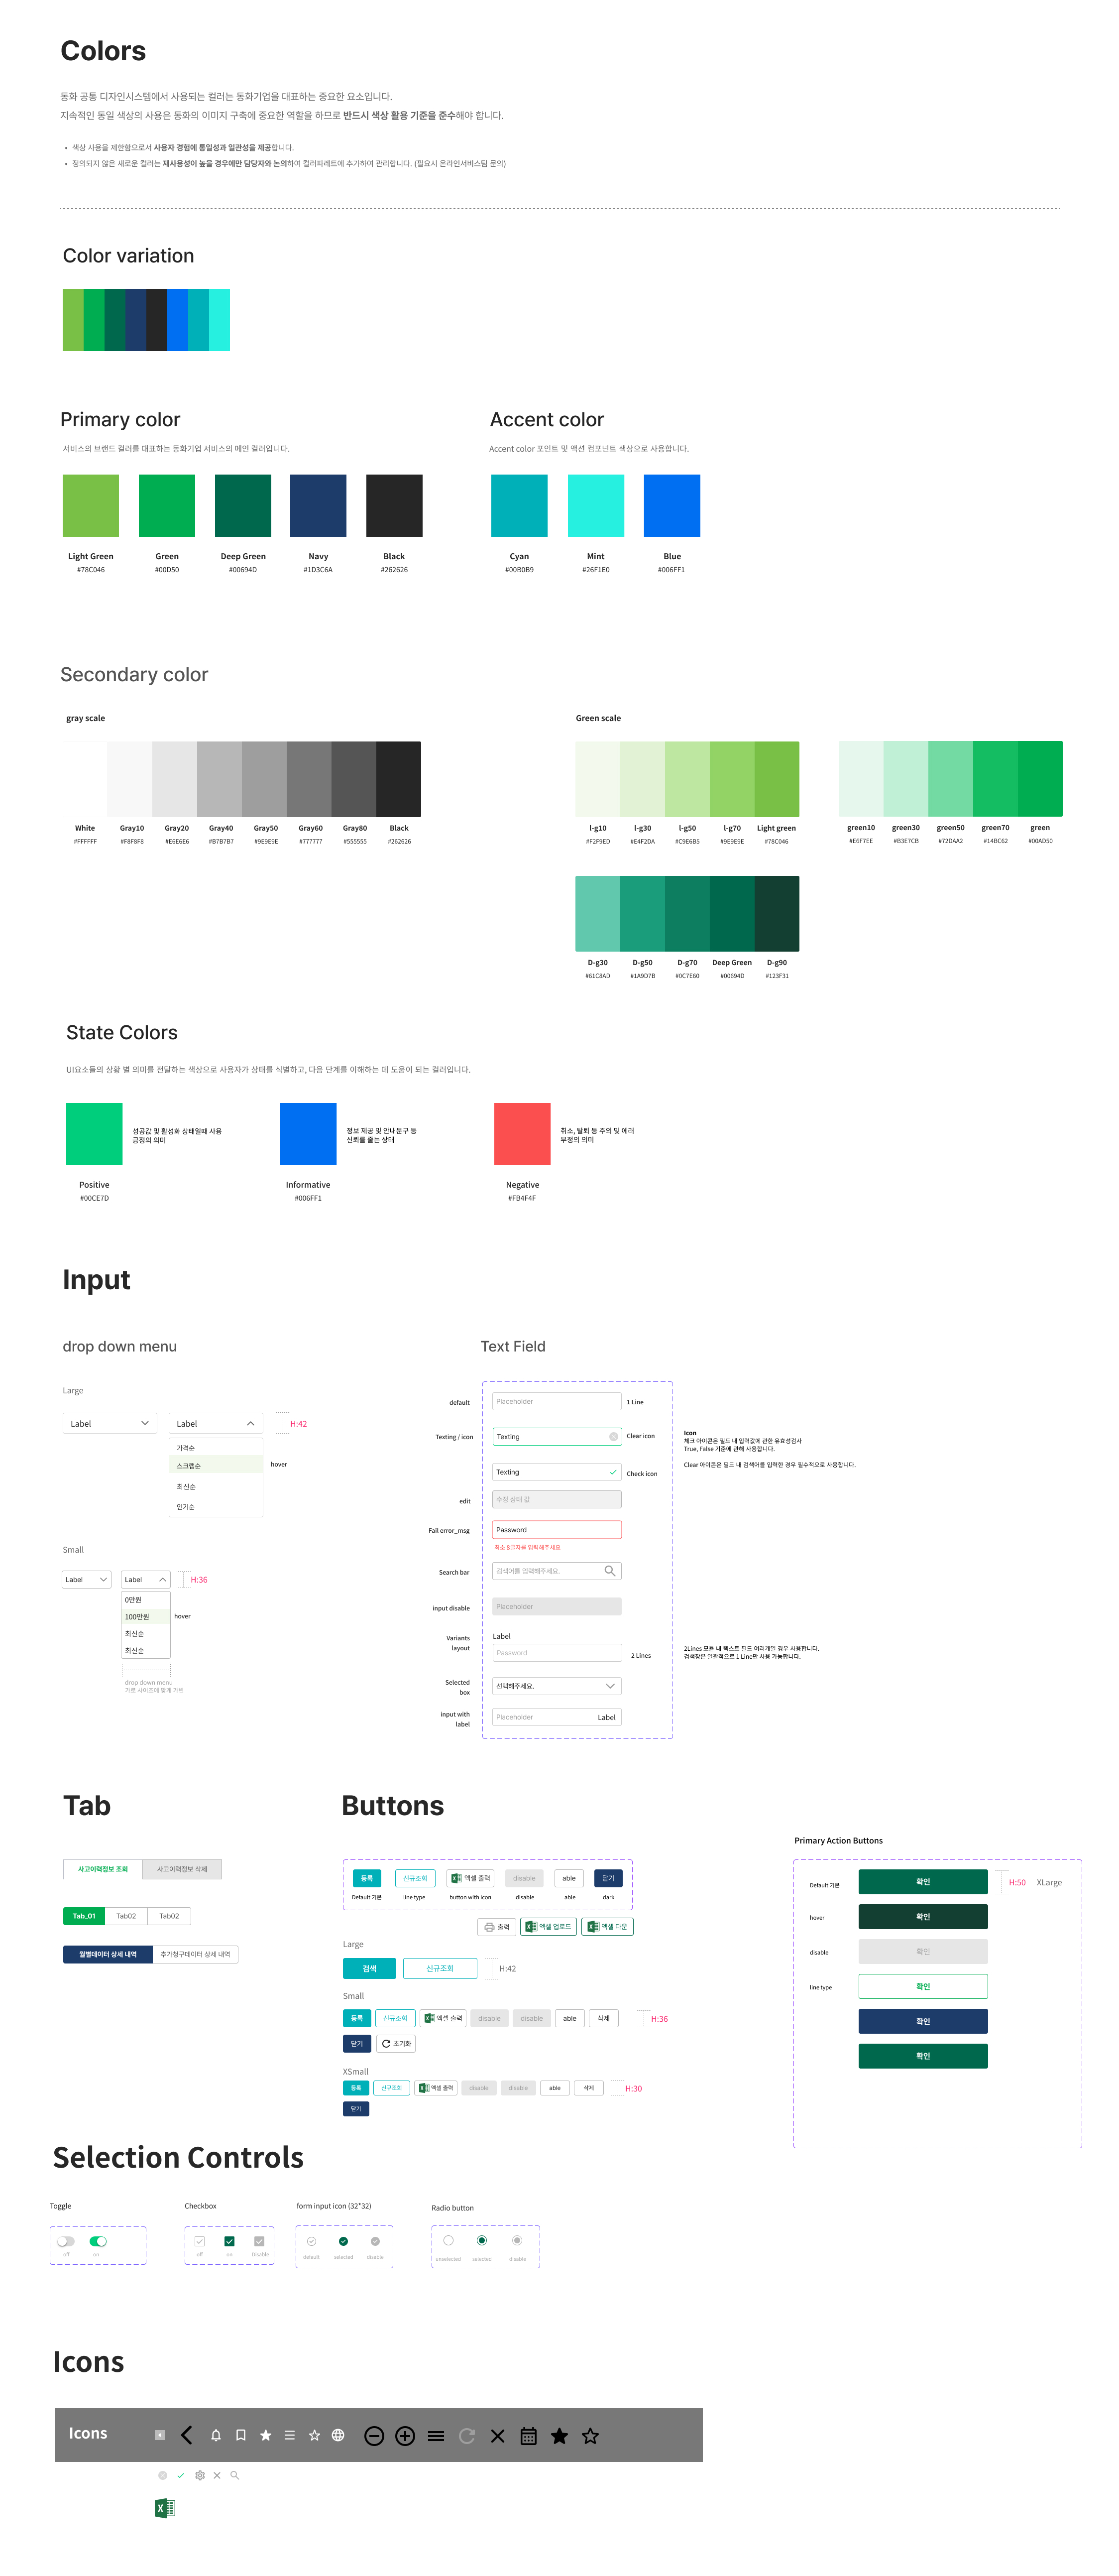 Colors
동화 공통 디자인시스템에서 사용되는 컬러는 동화기업을 대표하는 중요한 요소입니다.
지속적인 동일 색상의 사용은 동화의 이미지 구축에 중요한 역할을 하므로 반드시 색상 활용 기준을 준수해야 합니다.
• 색상 사용을 제한함으로서 사용자 경험에 통일성과 일관성을 제공합니다.
• 정의되지 않은 새로운 컬러는 재사용성이 높을 경우에만 담당자와 논의하여 컬러파레트에 추가하여 관리합니다. (필요시 온라인서비스팀 문의)
Color variation
Primary color
서비스의 브랜드 컬러를 대표하는 동화기업 서비스의 메인 컬러입니다.
Light Green Green Deep Green Navy Black
#78C046 #00D50 #00694D #1D3C6A #262626
Accent color
Accent color 포인트 및 액션 컴포넌트 색상으로 사용합니다.
Cyan Mint Blue
#00B0B9 #26F1E0 #006FF1
Secondary color
gray scale
White Gray10 Gray20 Gray40 Gray50 Gray60 Gray80 Black
#FFFFFF #F8F8F8 #E6E6E6 #B7B7B7 #9E9E9E #777777 #555555 #262626
Green scale
l-g10 l-g30 l-g50 l-g70 Light green
#F2F9ED #E4F2DA #C9E6B5 #9E9E9E #78C046
green10 green30 green50 green70 green
#E6F7EE #B3E7CB #72DAA2 #14BC62 #00AD50
D-g30 D-g50 D-g70 Deep Green D-g90
#61C8AD #1A9D7B #0C7E60 #00694D #123F31
State Colors
UI요소들의 상황 별 의미를 전달하는 색상으로 사용자가 상태를 식별하고, 다음 단계를 이해하는 데 도움이 되는 컬러입니다.
성공값 및 활성화 상태일때 사용
긍정의 의미
Positive
#00CE7D
정보 제공 및 안내문구 등
신뢰를 줄는 상태
Informative
#006FF1
취소, 탈퇴 등 주의 및 에러
부정의 의미
Negative
#FB4F4F
Input
drop down menu
Large
Label
Label
H:42
가격순
스크랩순
hover
최신순
인기순
Small
Label
Label
H:36
0만원
100만원
hover
최신순
최신순
drop down menu
가로 사이즈에 맞게 가변
Text Field
default
Placeholder
1 Line
Texting / icon
Texting
Clear icon
Texting
Check icon
Icon
체크 아이콘은 필드 내 입력값에 관한 유효성검사
True, False 기준에 관해 사용합니다.
Clear 아이콘은 필드 내 검색어를 입력한 경우 필수적으로 사용합니다.
edit
수정 상태 값
Fail error_msg
Password
최소 8글자를 입력해주세요
Search bar
검색어를 입력해주세요.
input disable
Placeholder
Variants
layout
Label
Password
2 Lines
2Lines 모듈 내 텍스트 필드 여러개일 경우 사용합니다.
검색창은 일괄적으로 1 Line만 사용 가능합니다.
Selected
box
선택해주세요.
input with
label
Placeholder
Label
Tab
사고이력정보 조회 사고이력정보 삭제
Tab_01 Tab02 Tab02
월별데이터 상세 내역 추가청구데이터 상세 내역
Buttons
등록 신규조회 엑셀 출력 disable able 닫기
Default 기본 line type button with icon disable able dark
출력 엑셀 업로드 엑셀 다운
Large
검색 신규조회 H:42
Small
등록 신규조회 엑셀 출력 disable disable able 삭제 H:36
닫기 초기화
XSmall
등록 신규조회 엑셀 출력 disable disable able 삭제 H:30
닫기
Primary Action Buttons
Default 기본 확인 H:50 XLarge
hover 확인
disable 확인
line type 확인
확인
확인
Selection Controls
Toggle
off on
Checkbox
off on Disable
form input icon (32*32)
default selected disable
Radio button
unselected selected disable
Icons
Icons